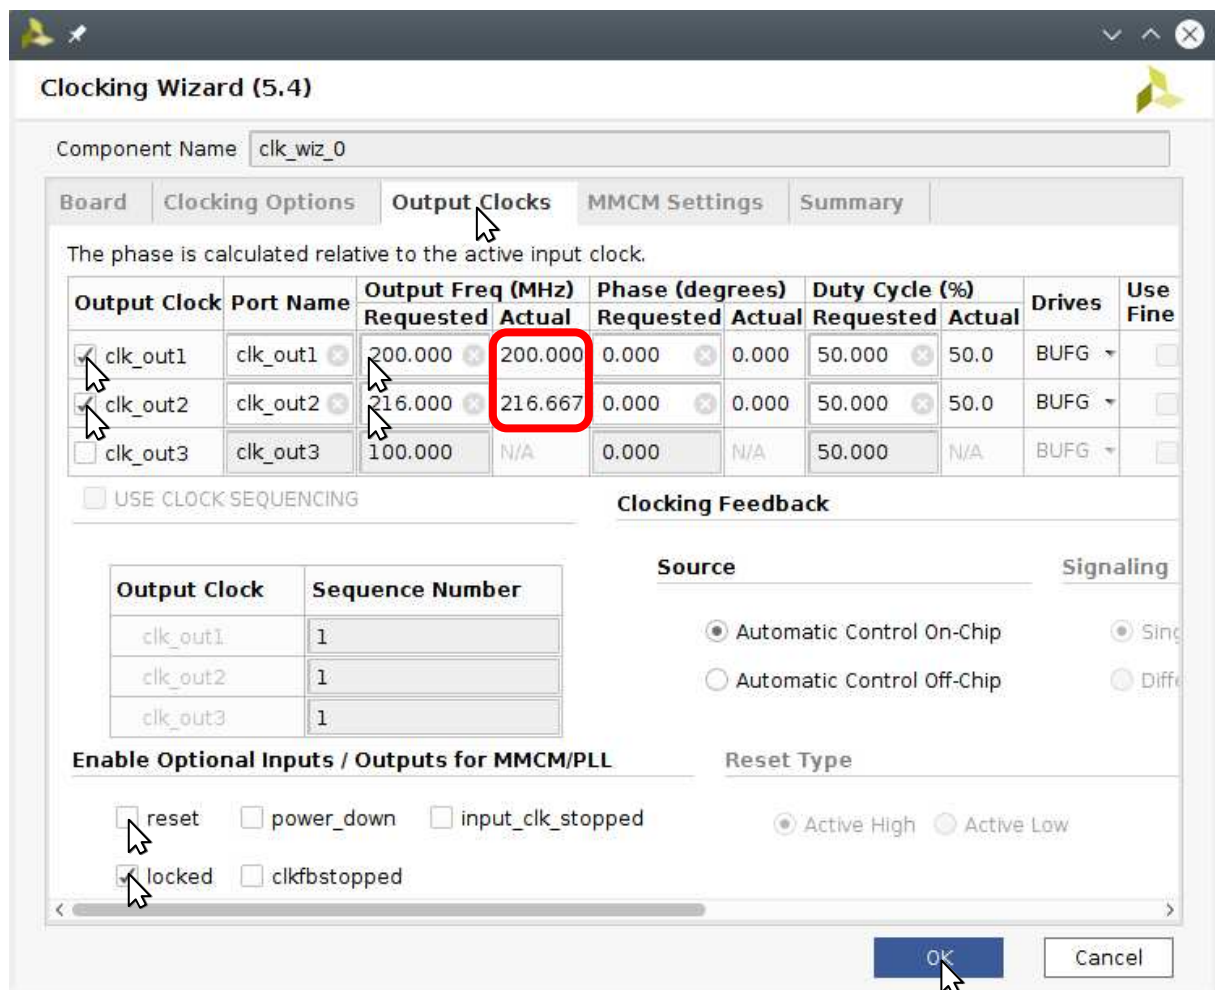 Clocking Wizard (5.4)
Component Name clk_wiz_0
Board Clocking Options Output Clocks MMCM Settings Summary
The phase is calculated relative to the active input clock.
Output Clock Port Name Output Freq (MHz) Phase (degrees) Duty Cycle (%) Drives Use Fine
Requested Actual Requested Actual Requested Actual
clk_out1 clk_out1 200.000 200.000 0.000 0.000 50.000 50.0 BUFG
clk_out2 clk_out2 216.000 216.667 0.000 0.000 50.000 50.0 BUFG
clk_out3 clk_out3 100.000 N/A 0.000 N/A 50.000 N/A BUFG
USE CLOCK SEQUENCING
Clocking Feedback
Output Clock Sequence Number
clk_out1 1
clk_out2 1
clk_out3 1
Source
Signaling
Automatic Control On-Chip
Sing
Automatic Control Off-Chip
Diffe
Enable Optional Inputs / Outputs for MMCM/PLL
Reset Type
reset power_down input_clk_stopped
Active High Active Low
locked clkfbstopped
OK Cancel